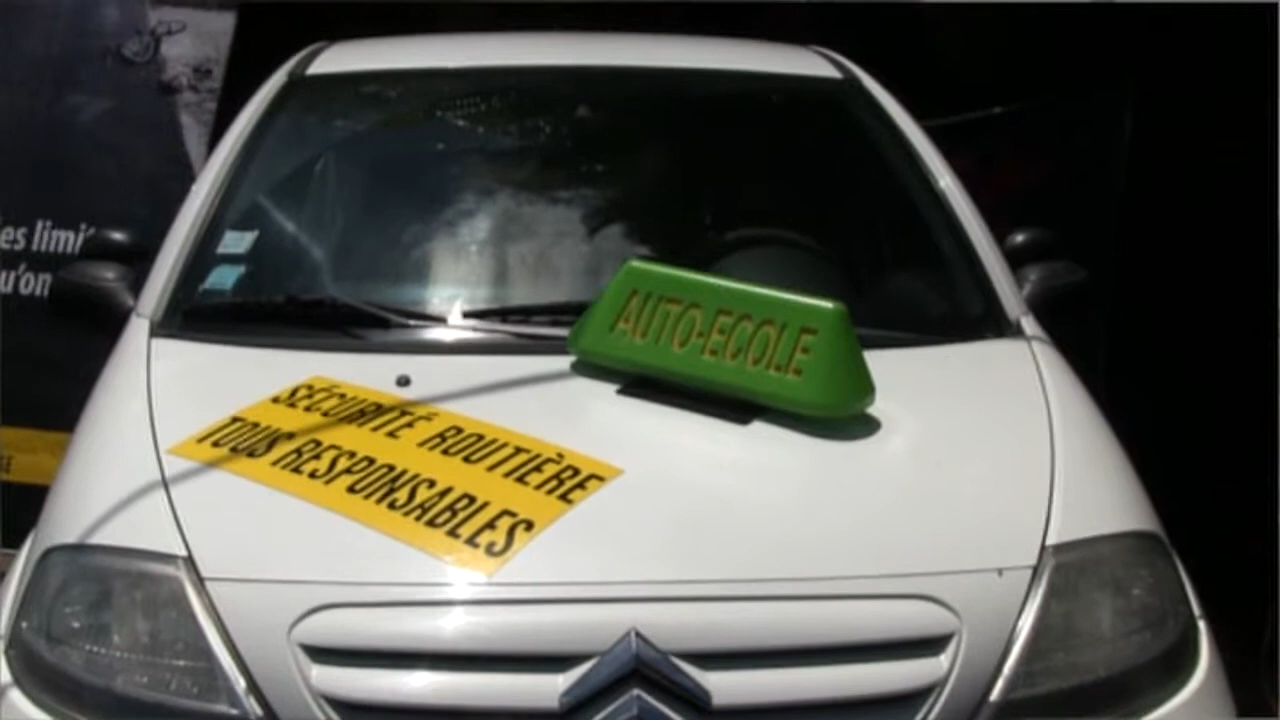 es limi
u'on
AUTO-ECOLE
SÉCURITÉ ROUTIÈRE
TOUS RESPONSABLES